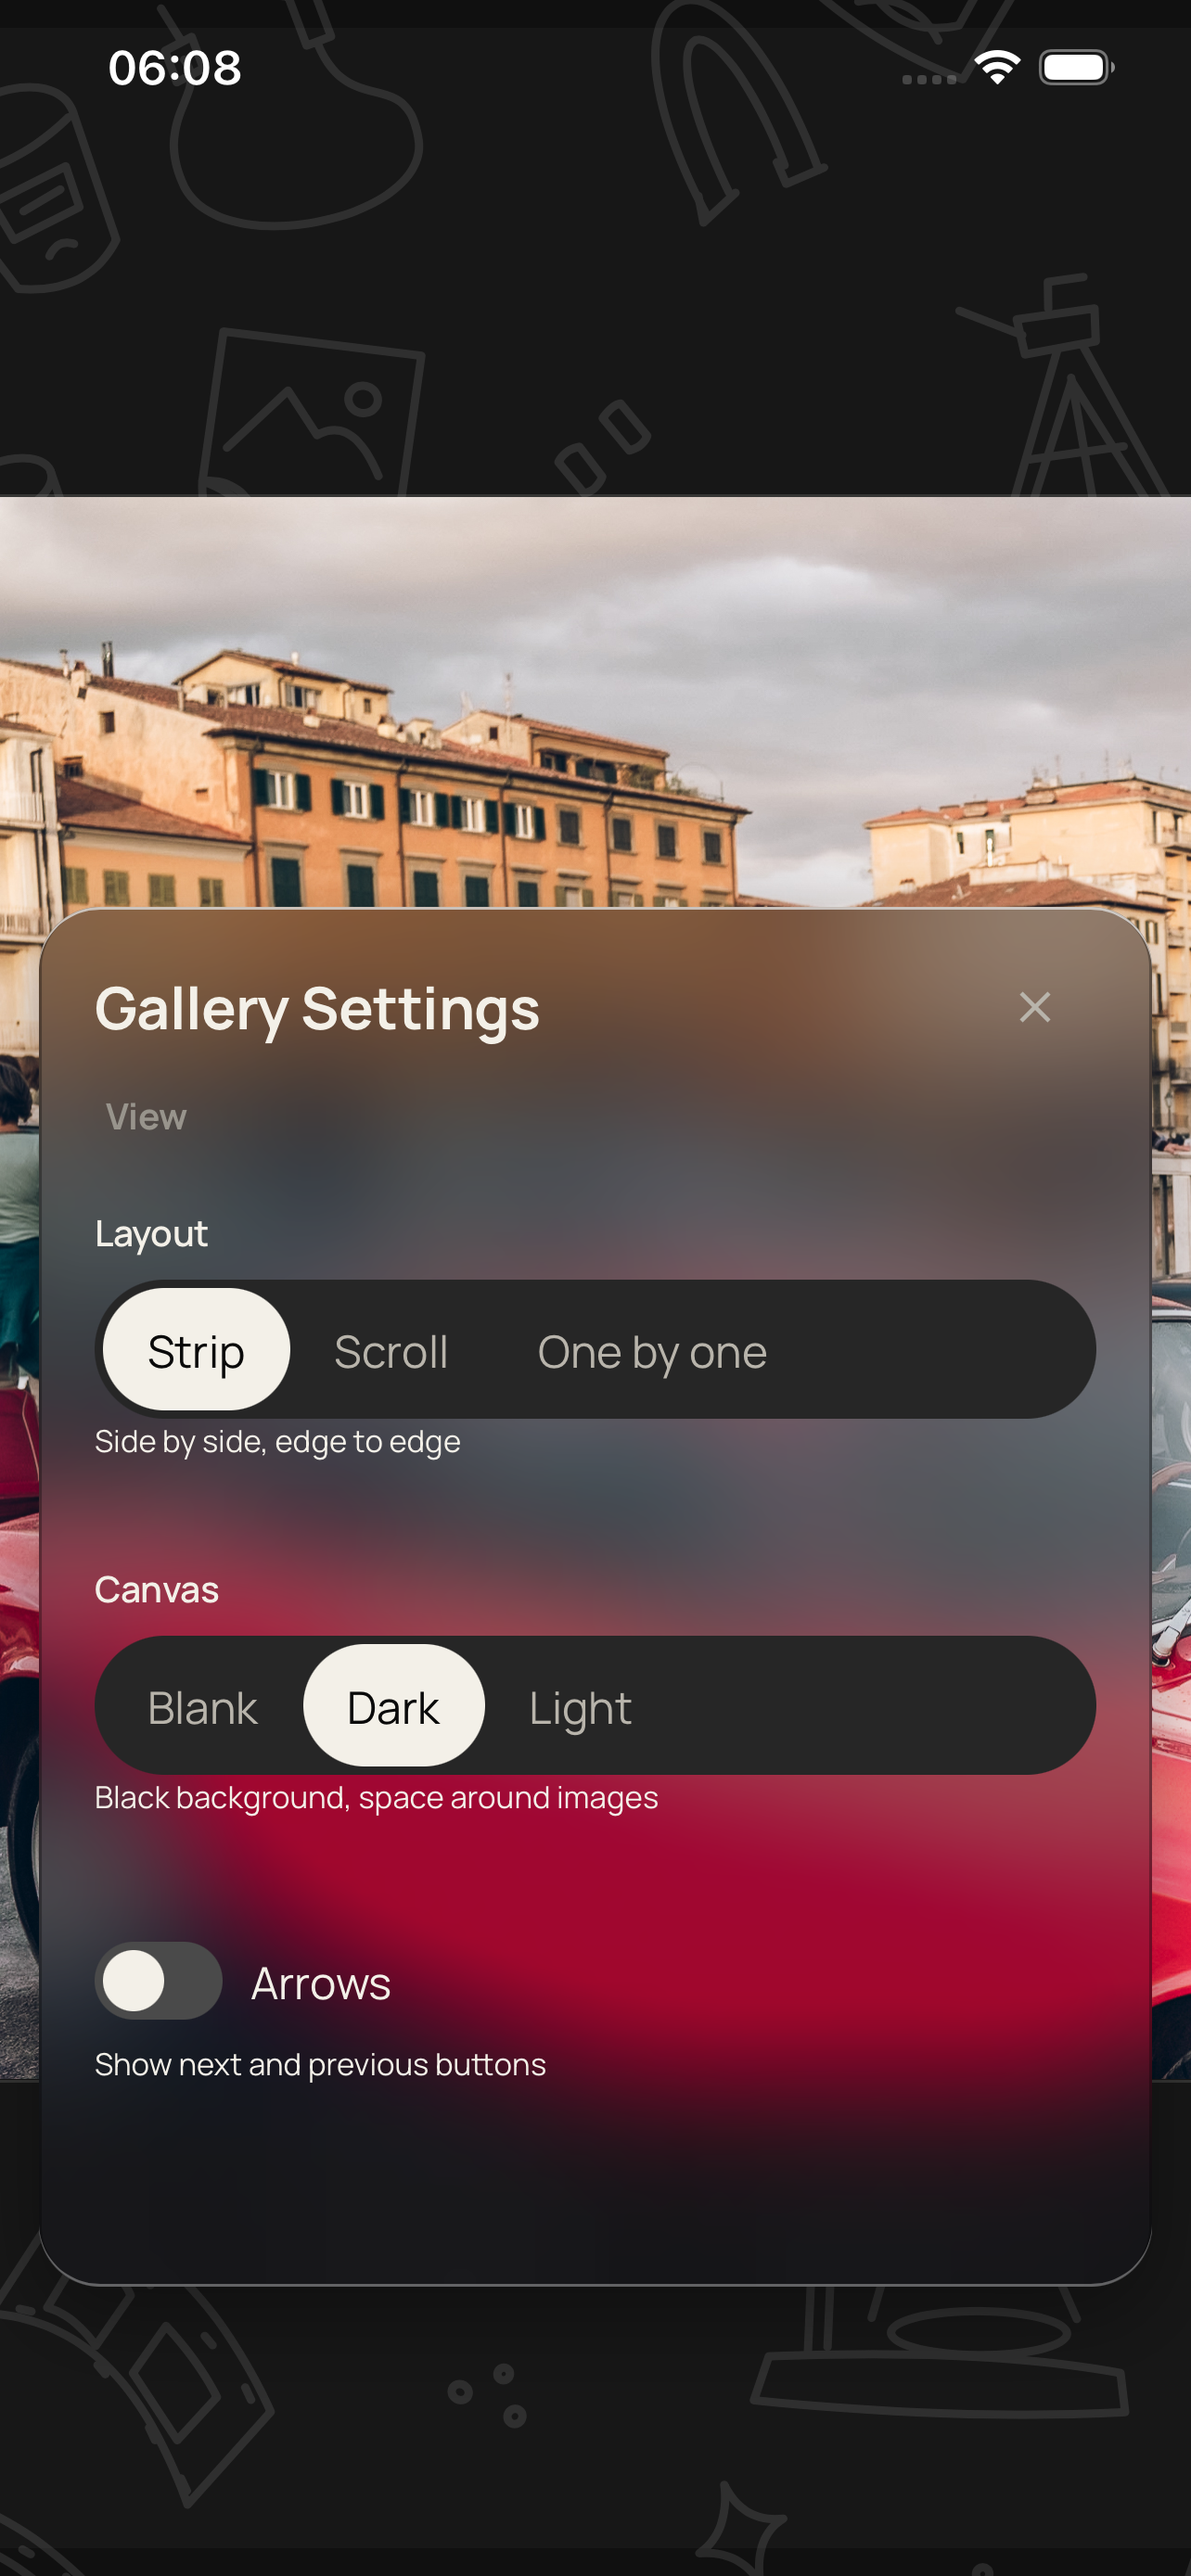 06:08
Gallery Settings
View
Layout
Strip Scroll One by one
Side by side, edge to edge
Canvas
Blank Dark Light
Black background, space around images
Arrows
Show next and previous buttons